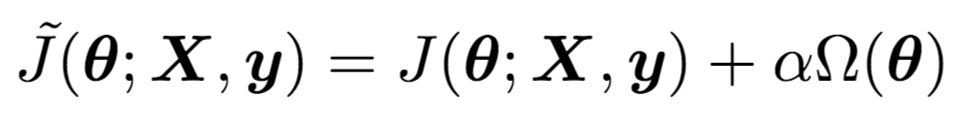 J̃(θ; X, y) = J(θ; X, y) + αΩ(θ)